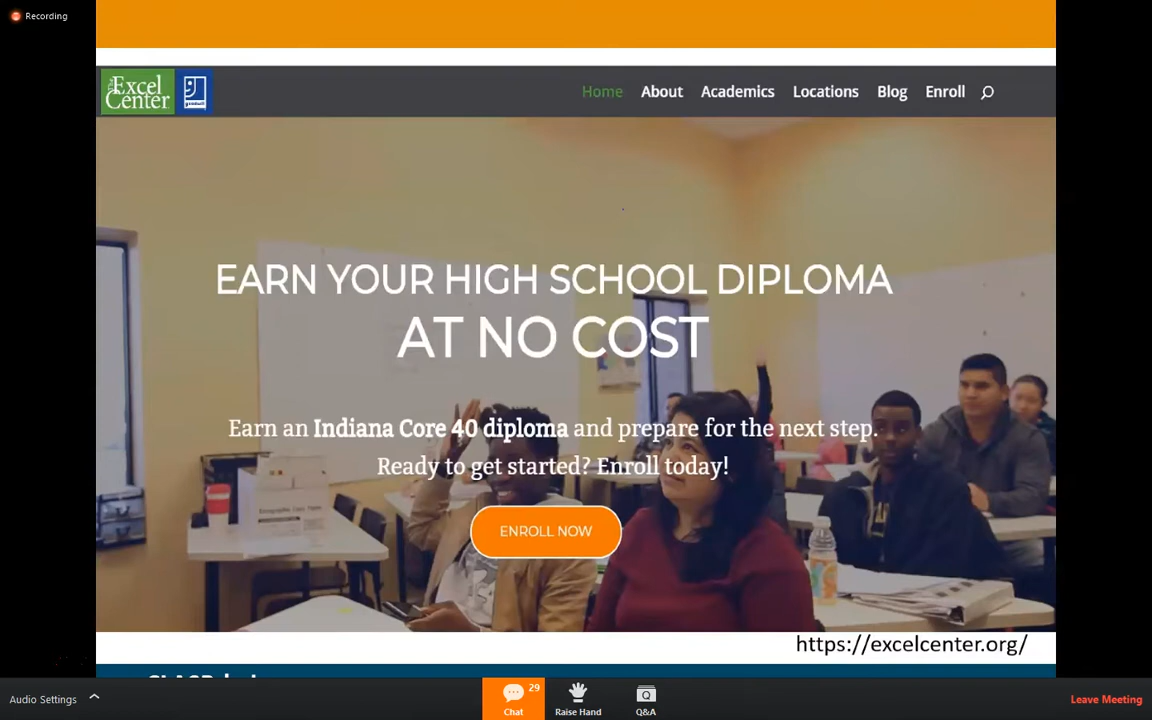 Recording
The Excel
Center
Home About Academics Locations Blog Enroll
EARN YOUR HIGH SCHOOL DIPLOMA
AT NO COST
Earn an Indiana Core 40 diploma and prepare for the next step.
Ready to get started? Enroll today!
ENROLL NOW
https://excelcenter.org/
Audio Settings
29
Chat
Raise Hand
Q
Q&A
Leave Meeting